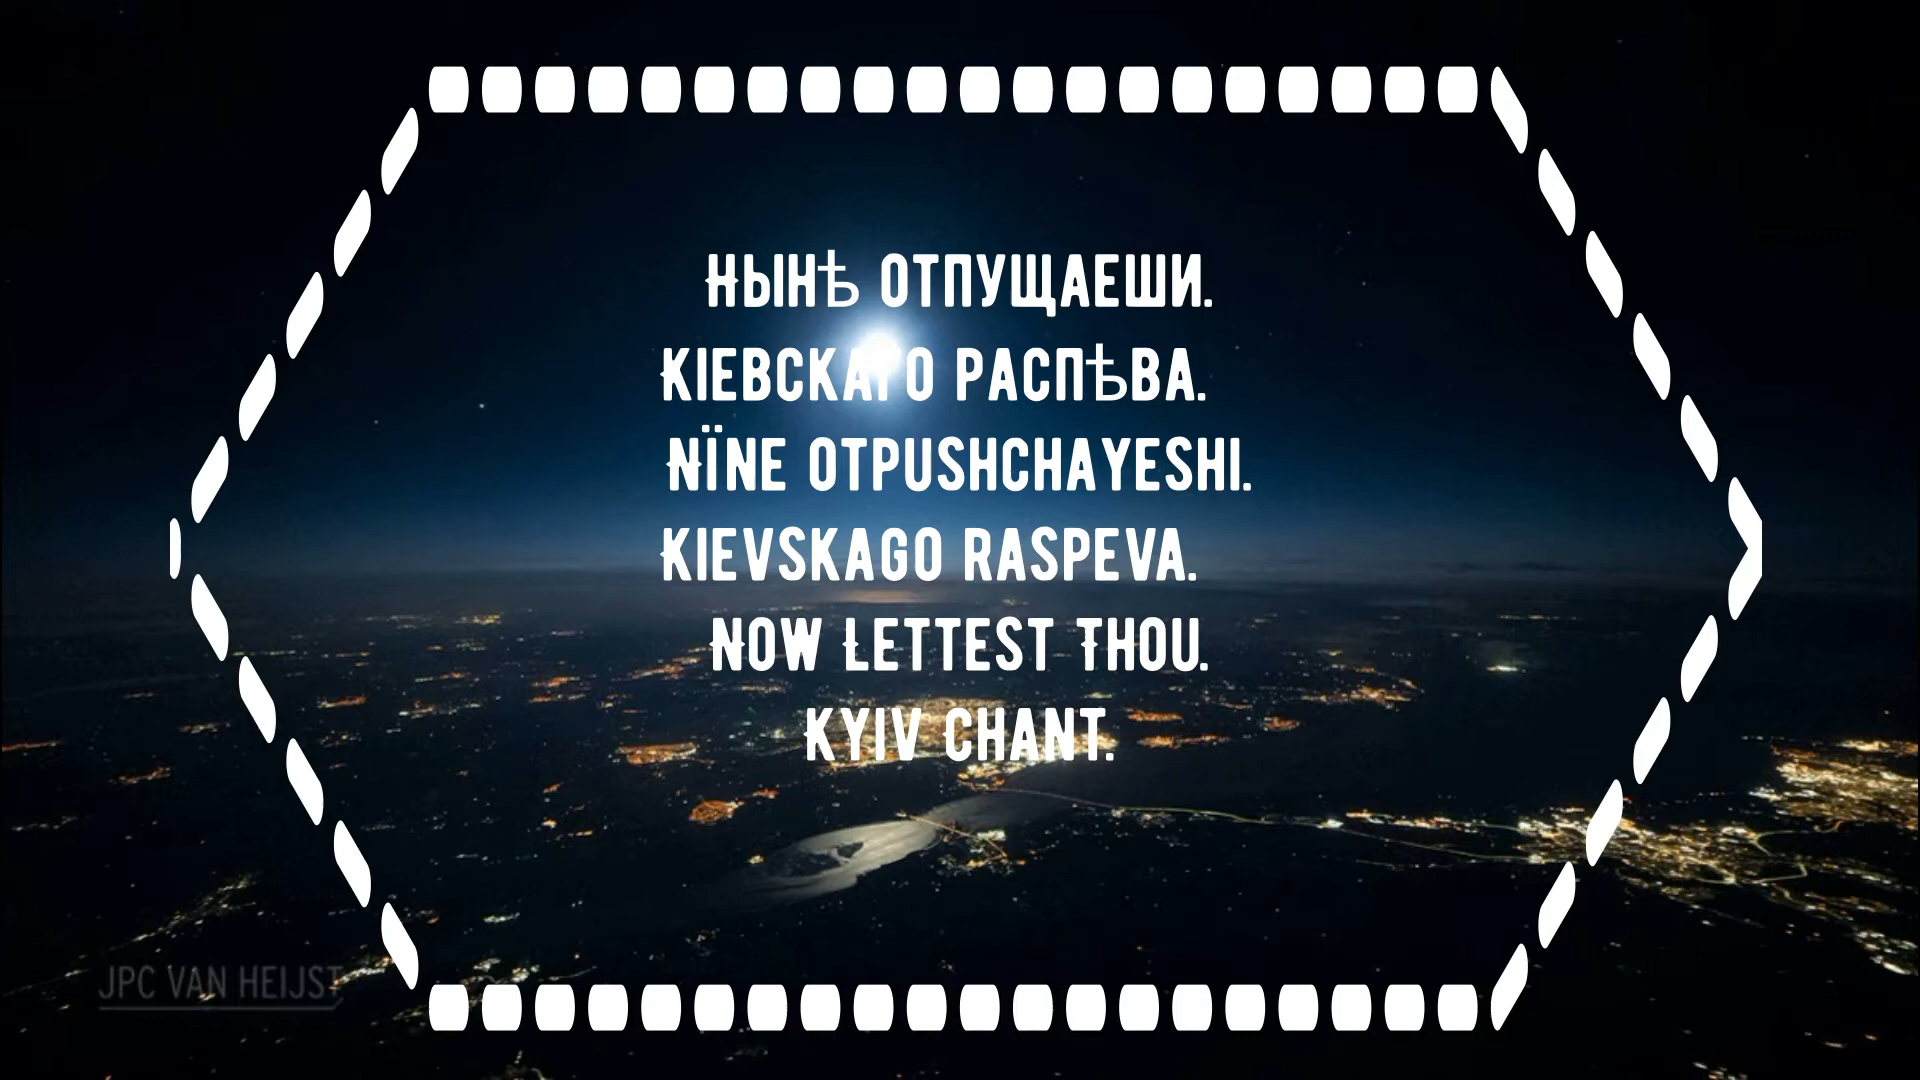 Нынѣ отпущаеши.
Кіевскаго распѣва.
Nïne otpushchayeshi.
Kievskago raspeva.
Now Lettest Thou.
Kyiv Chant.
JPC VAN HEIJST